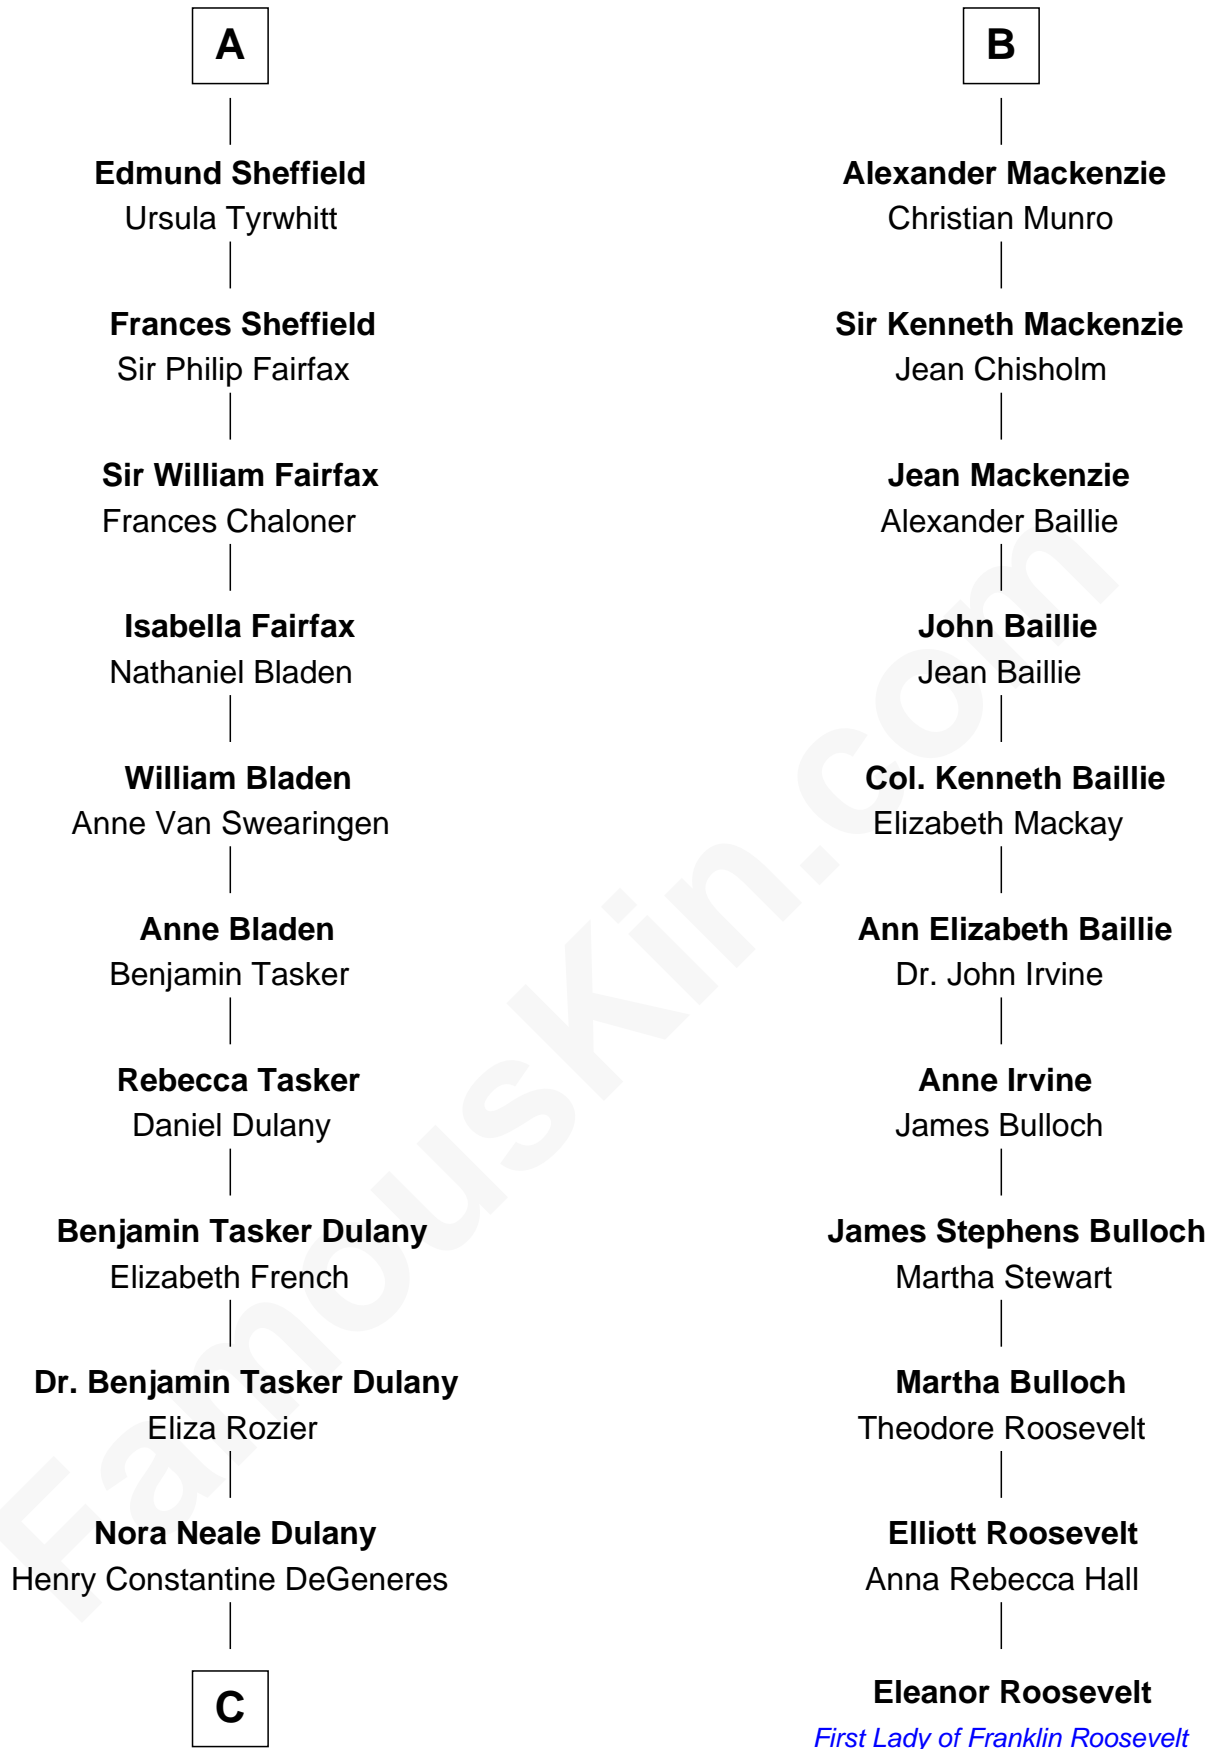 A
Edmund Sheffield
Ursula Tyrwhitt
Frances Sheffield
Sir Philip Fairfax
Sir William Fairfax
Frances Chaloner
Isabella Fairfax
Nathaniel Bladen
William Bladen
Anne Van Swearingen
Anne Bladen
Benjamin Tasker
Rebecca Tasker
Daniel Dulany
Benjamin Tasker Dulany
Elizabeth French
Dr. Benjamin Tasker Dulany
Eliza Rozier
Nora Neale Dulany
Henry Constantine DeGeneres
C
B
Alexander Mackenzie
Christian Munro
Sir Kenneth Mackenzie
Jean Chisholm
Jean Mackenzie
Alexander Baillie
John Baillie
Jean Baillie
Col. Kenneth Baillie
Elizabeth Mackay
Ann Elizabeth Baillie
Dr. John Irvine
Anne Irvine
James Bulloch
James Stephens Bulloch
Martha Stewart
Martha Bulloch
Theodore Roosevelt
Elliott Roosevelt
Anna Rebecca Hall
Eleanor Roosevelt
First Lady of Franklin Roosevelt
FamousKin.com